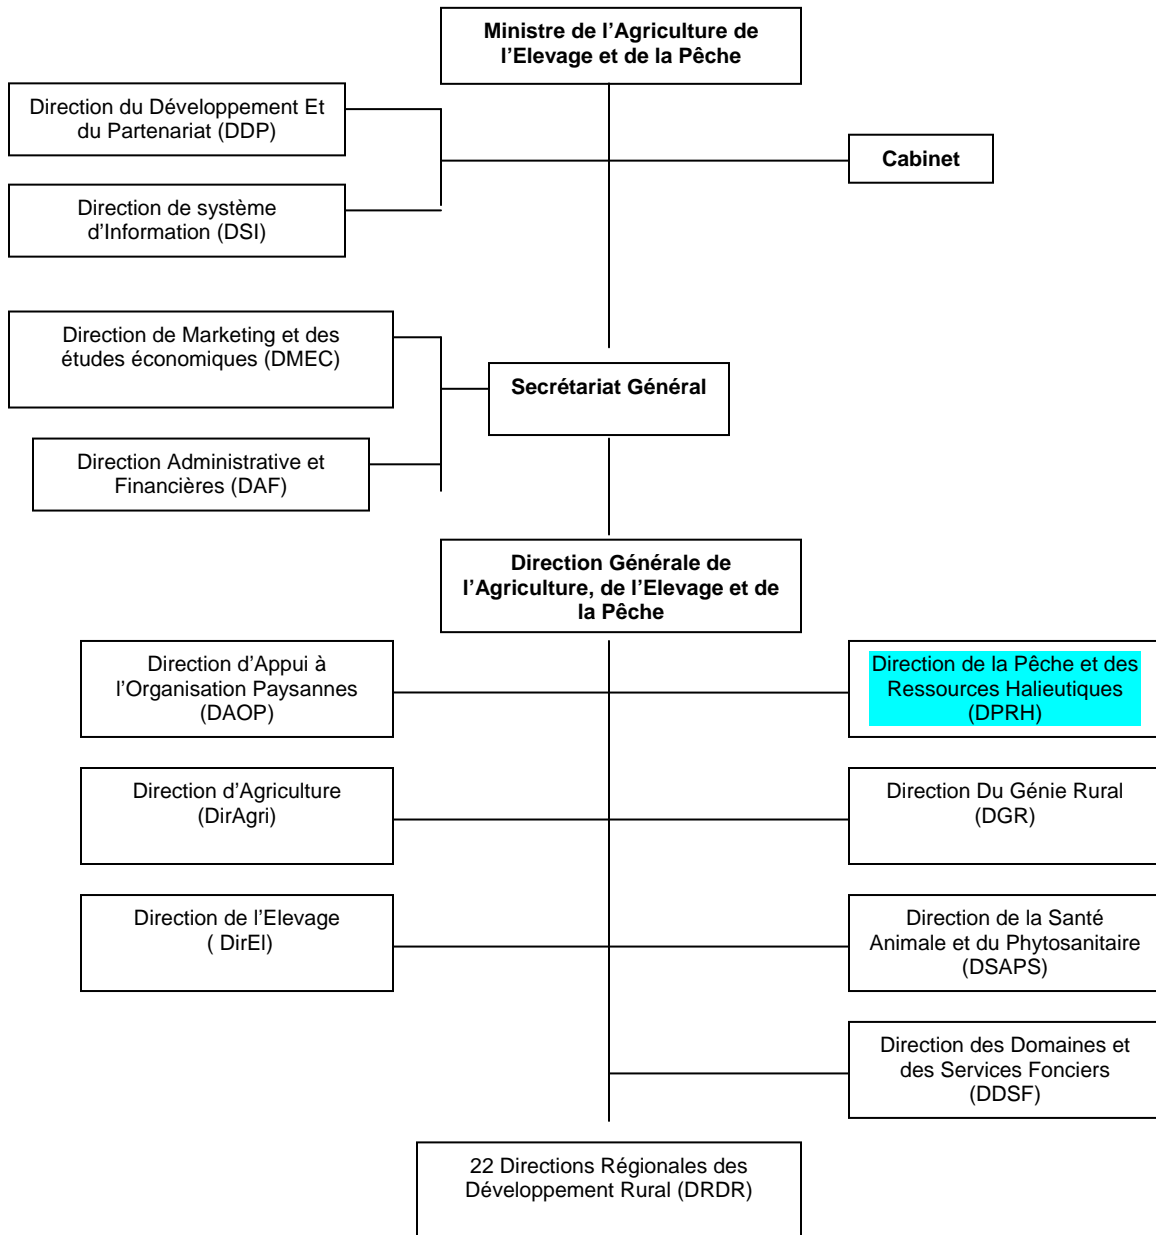 Ministre de l’Agriculture de
l’Elevage et de la Pêche
Direction du Développement Et
du Partenariat (DDP)
Cabinet
Direction de système
d’Information (DSI)
Direction de Marketing et des
études économiques (DMEC)
Secrétariat Général
Direction Administrative et
Financières (DAF)
Direction Générale de
l’Agriculture, de l’Elevage et de
la Pêche
Direction d’Appui à
l’Organisation Paysannes
(DAOP)
Direction de la Pêche et des
Ressources Halieutiques
(DPRH)
Direction d’Agriculture
(DirAgri)
Direction Du Génie Rural
(DGR)
Direction de l’Elevage
( DirEl)
Direction de la Santé
Animale et du Phytosanitaire
(DSAPS)
Direction des Domaines et
des Services Fonciers
(DDSF)
22 Directions Régionales des
Développement Rural (DRDR)